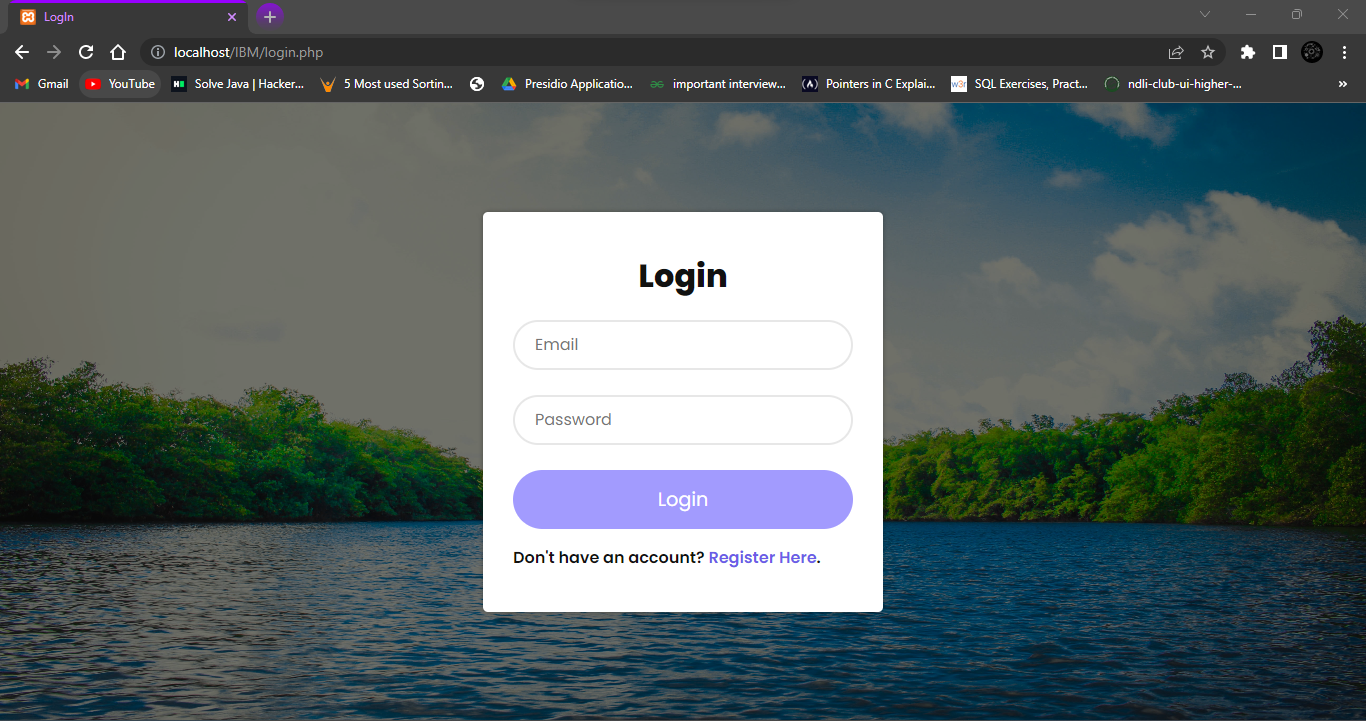 LogIn
localhost/IBM/login.php
Gmail YouTube Solve Java | Hacker... 5 Most used Sortin... Presidio Applicatio... important interview... Pointers in C Explai... w3r SQL Exercises, Pract... ndli-club-ui-higher-... »
Login
Email
Password
Login
Don't have an account? Register Here.